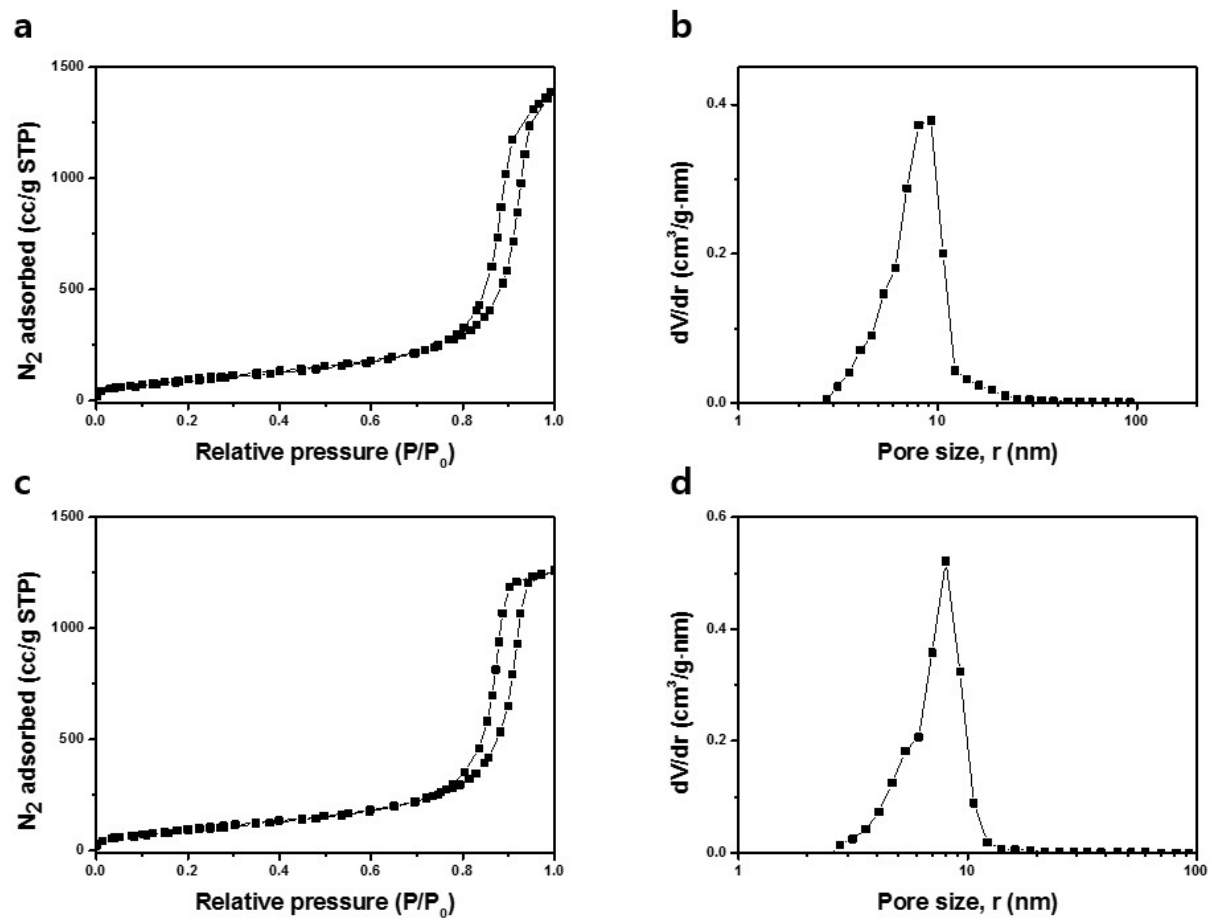 a
1500
1000
500
0
0.0 0.2 0.4 0.6 0.8 1.0
N2 adsorbed (cc/g STP)
Relative pressure (P/P0)
b
0.4
0.2
0.0
1 10 100
dV/dr (cm³/g-nm)
Pore size, r (nm)
c
1500
1000
500
0
0.0 0.2 0.4 0.6 0.8 1.0
N2 adsorbed (cc/g STP)
Relative pressure (P/P0)
d
0.6
0.4
0.2
0.0
1 10 100
dV/dr (cm³/g-nm)
Pore size, r (nm)